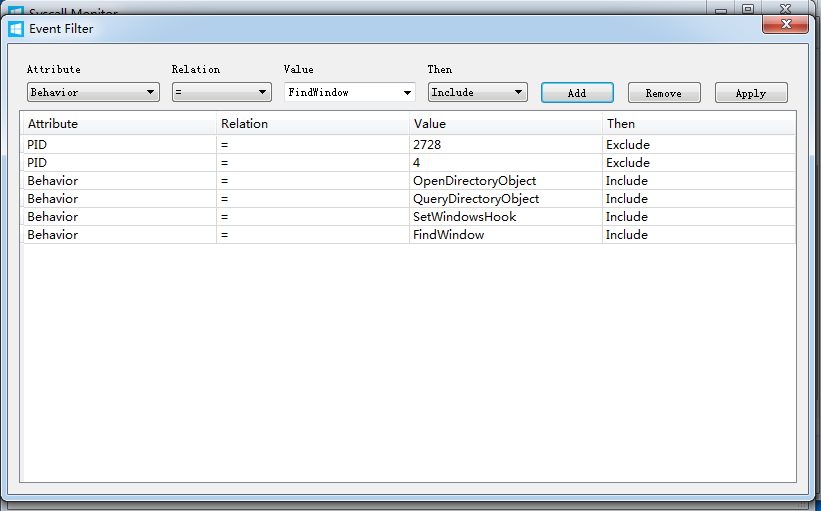 Syscall Monitor
Event Filter
Attribute Relation Value Then
Behavior = FindWindow Include Add Remove Apply
Attribute Relation Value Then
PID = 2728 Exclude
PID = 4 Exclude
Behavior = OpenDirectoryObject Include
Behavior = QueryDirectoryObject Include
Behavior = SetWindowsHook Include
Behavior = FindWindow Include